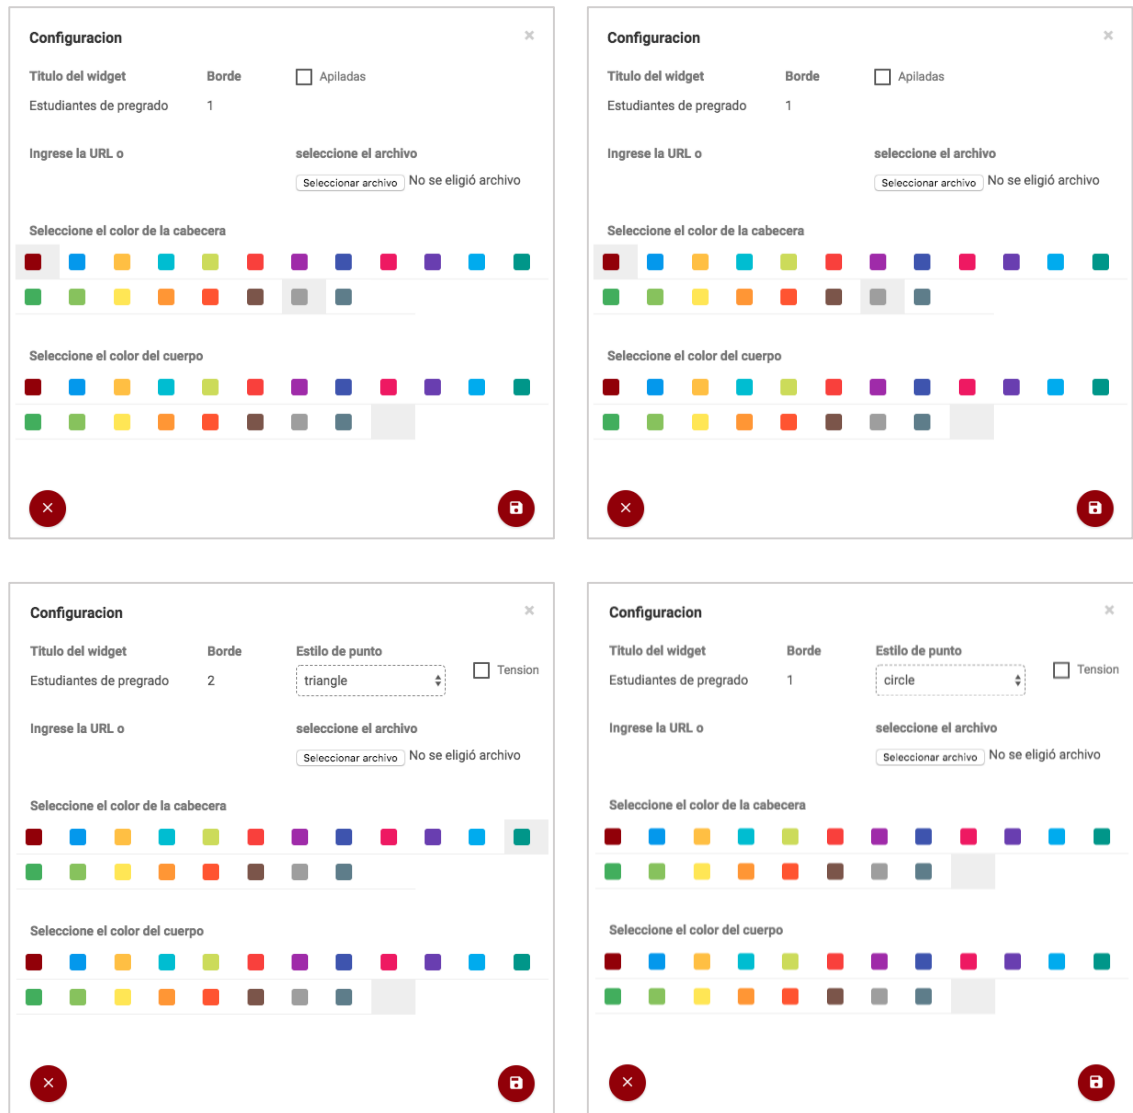 Configuracion ×
Titulo del widget Borde Apiladas
Estudiantes de pregrado 1
Ingrese la URL o seleccione el archivo
Seleccionar archivo No se eligió archivo
Seleccione el color de la cabecera
Seleccione el color del cuerpo
Configuracion ×
Titulo del widget Borde Apiladas
Estudiantes de pregrado 1
Ingrese la URL o seleccione el archivo
Seleccionar archivo No se eligió archivo
Seleccione el color de la cabecera
Seleccione el color del cuerpo
Configuracion ×
Titulo del widget Borde Estilo de punto
Estudiantes de pregrado 2 triangle Tension
Ingrese la URL o seleccione el archivo
Seleccionar archivo No se eligió archivo
Seleccione el color de la cabecera
Seleccione el color del cuerpo
Configuracion ×
Titulo del widget Borde Estilo de punto
Estudiantes de pregrado 1 circle Tension
Ingrese la URL o seleccione el archivo
Seleccionar archivo No se eligió archivo
Seleccione el color de la cabecera
Seleccione el color del cuerpo